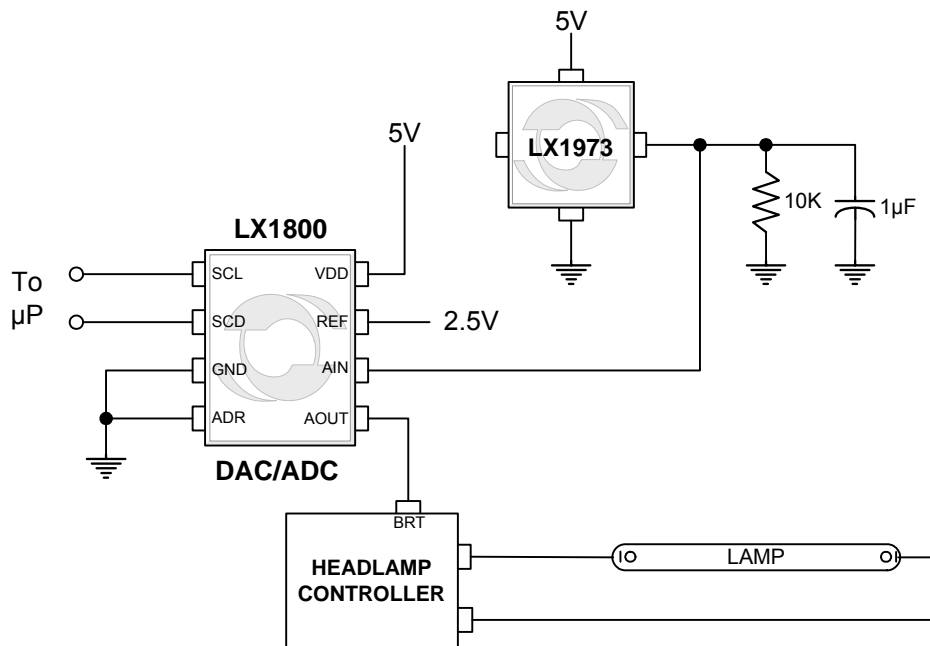 5V
LX1973
10K
1µF
5V
LX1800
To
µP
SCL
VDD
SCD
REF
2.5V
GND
AIN
ADR
AOUT
DAC/ADC
BRT
HEADLAMP
CONTROLLER
LAMP